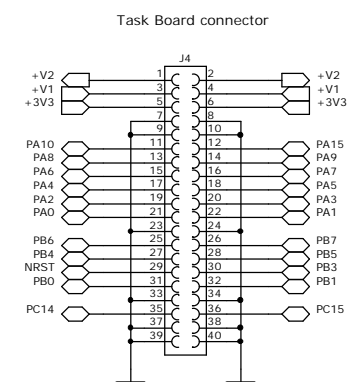 Task Board connector
J4
+V2 1 2 +V2
+V1 3 4 +V1
+3V3 5 6 +3V3
7 8
9 10
PA10 11 12 PA15
PA8 13 14 PA9
PA6 15 16 PA7
PA4 17 18 PA5
PA2 19 20 PA3
PA0 21 22 PA1
23 24
PB6 25 26 PB7
PB4 27 28 PB5
NRST 29 30 PB3
PB0 31 32 PB1
33 34
PC14 35 36 PC15
37 38
39 40